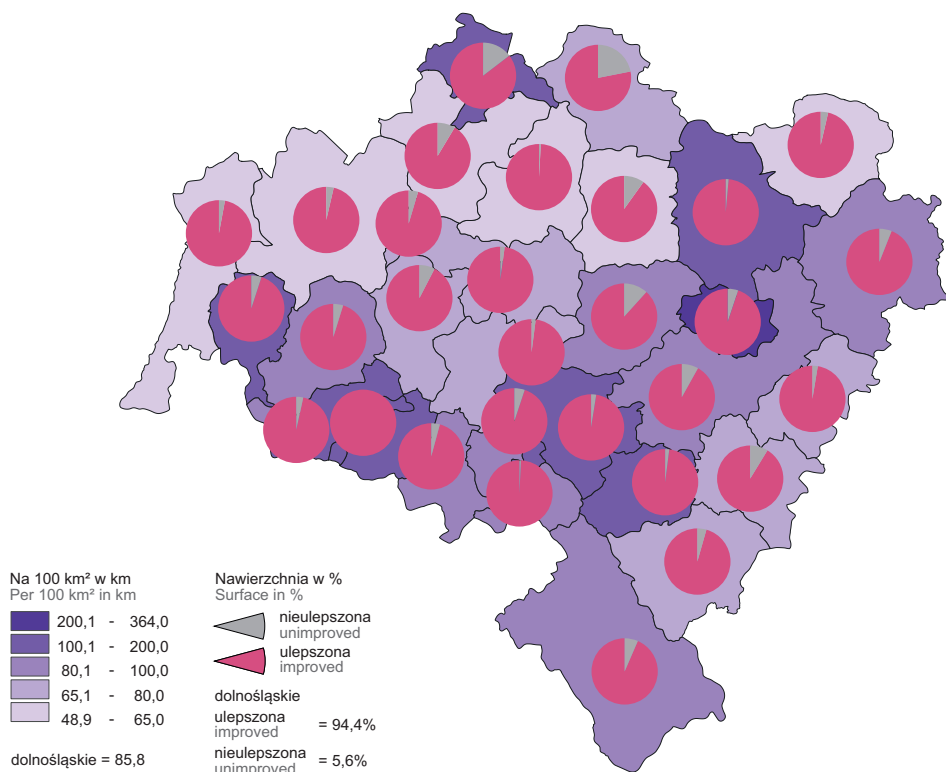 Na 100 km² w km
Per 100 km² in km
200,1 - 364,0
100,1 - 200,0
80,1 - 100,0
65,1 - 80,0
48,9 - 65,0
dolnośląskie = 85,8
Nawierzchnia w %
Surface in %
nieulepszona
unimproved
ulepszona
improved
dolnośląskie
ulepszona
improved = 94,4%
nieulepszona
unimproved = 5,6%